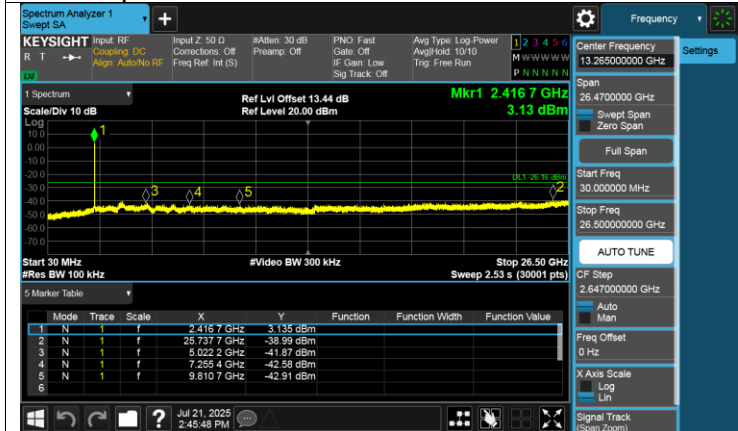 Spectrum Analyzer 1
Swept SA
+
Frequency
KEYSIGHT
R T
Input: RF
Coupling: DC
Align: Auto/No RF
Input Z: 50 Ω
Corrections: Off
Freq Ref: Int (S)
#Atten: 30 dB
Preamp: Off
PNO: Fast
Gate: Off
IF Gain: Low
Sig Track: Off
Avg Type: Log-Power
Avg|Hold: 10/10
Trig: Free Run
1 2 3 4 5 6
M W W W W W
P N N N N N
1 Spectrum
Scale/Div 10 dB
Ref Lvl Offset 13.44 dB
Ref Level 20.00 dBm
Mkr1 2.416 7 GHz
3.13 dBm
Log
10.0
0.00
-10.0
-20.0
-30.0
-40.0
-50.0
-60.0
-70.0
1
3
4
5
2
DL1 -26.16 dBm
Start 30 MHz
#Res BW 100 kHz
#Video BW 300 kHz
Stop 26.50 GHz
Sweep 2.53 s (30001 pts)
5 Marker Table
Mode Trace Scale X Y Function Function Width Function Value
1 N 1 f 2.416 7 GHz 3.135 dBm
2 N 1 f 25.737 7 GHz -38.99 dBm
3 N 1 f 5.022 2 GHz -41.87 dBm
4 N 1 f 7.255 4 GHz -42.58 dBm
5 N 1 f 9.810 7 GHz -42.91 dBm
6
?
Jul 21, 2025
2:45:48 PM
Center Frequency
13.265000000 GHz
Settings
Span
26.4700000 GHz
Swept Span
Zero Span
Full Span
Start Freq
30.000000 MHz
Stop Freq
26.500000000 GHz
AUTO TUNE
CF Step
2.647000000 GHz
Auto
Man
Freq Offset
0 Hz
X Axis Scale
Log
Lin
Signal Track
(Span Zoom)